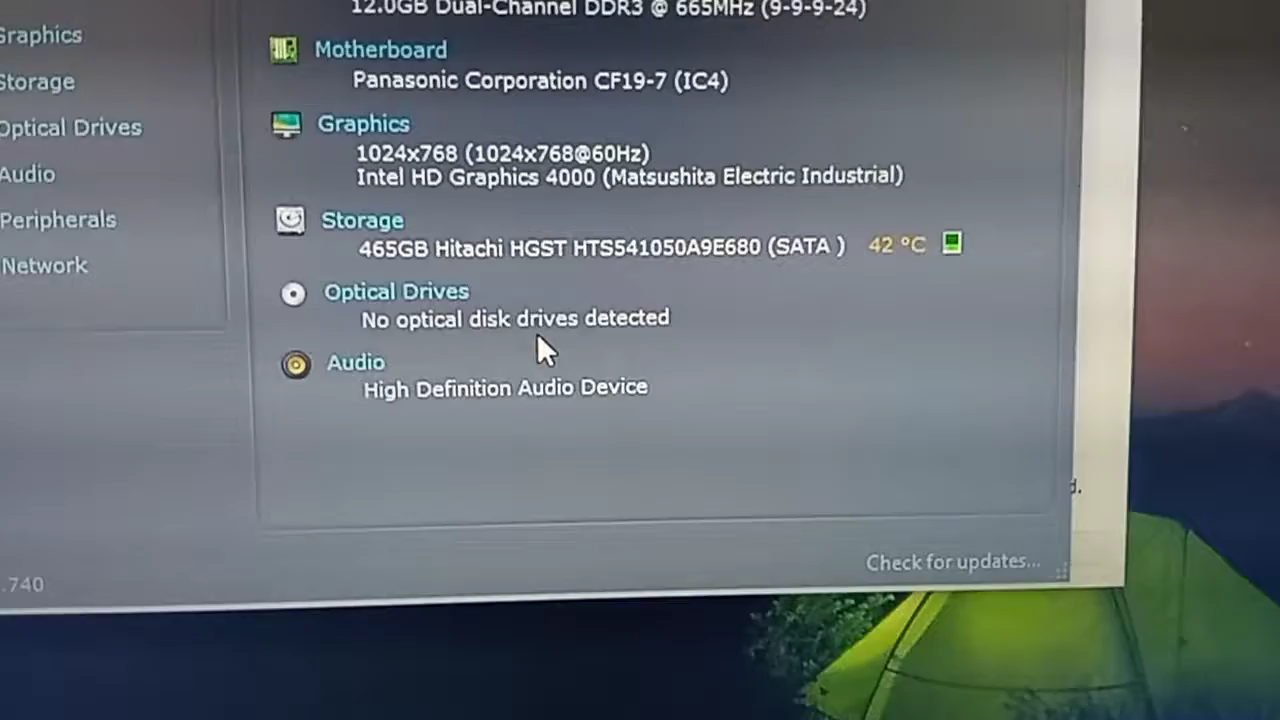 12.0GB Dual-Channel DDR3 @ 665MHz (9-9-9-24)
Graphics
Storage
Optical Drives
Audio
Peripherals
Network
Motherboard
Panasonic Corporation CF19-7 (IC4)
Graphics
1024x768 (1024x768@60Hz)
Intel HD Graphics 4000 (Matsushita Electric Industrial)
Storage
465GB Hitachi HGST HTS541050A9E680 (SATA ) 42 °C
Optical Drives
No optical disk drives detected
Audio
High Definition Audio Device
d.
Check for updates...
.740